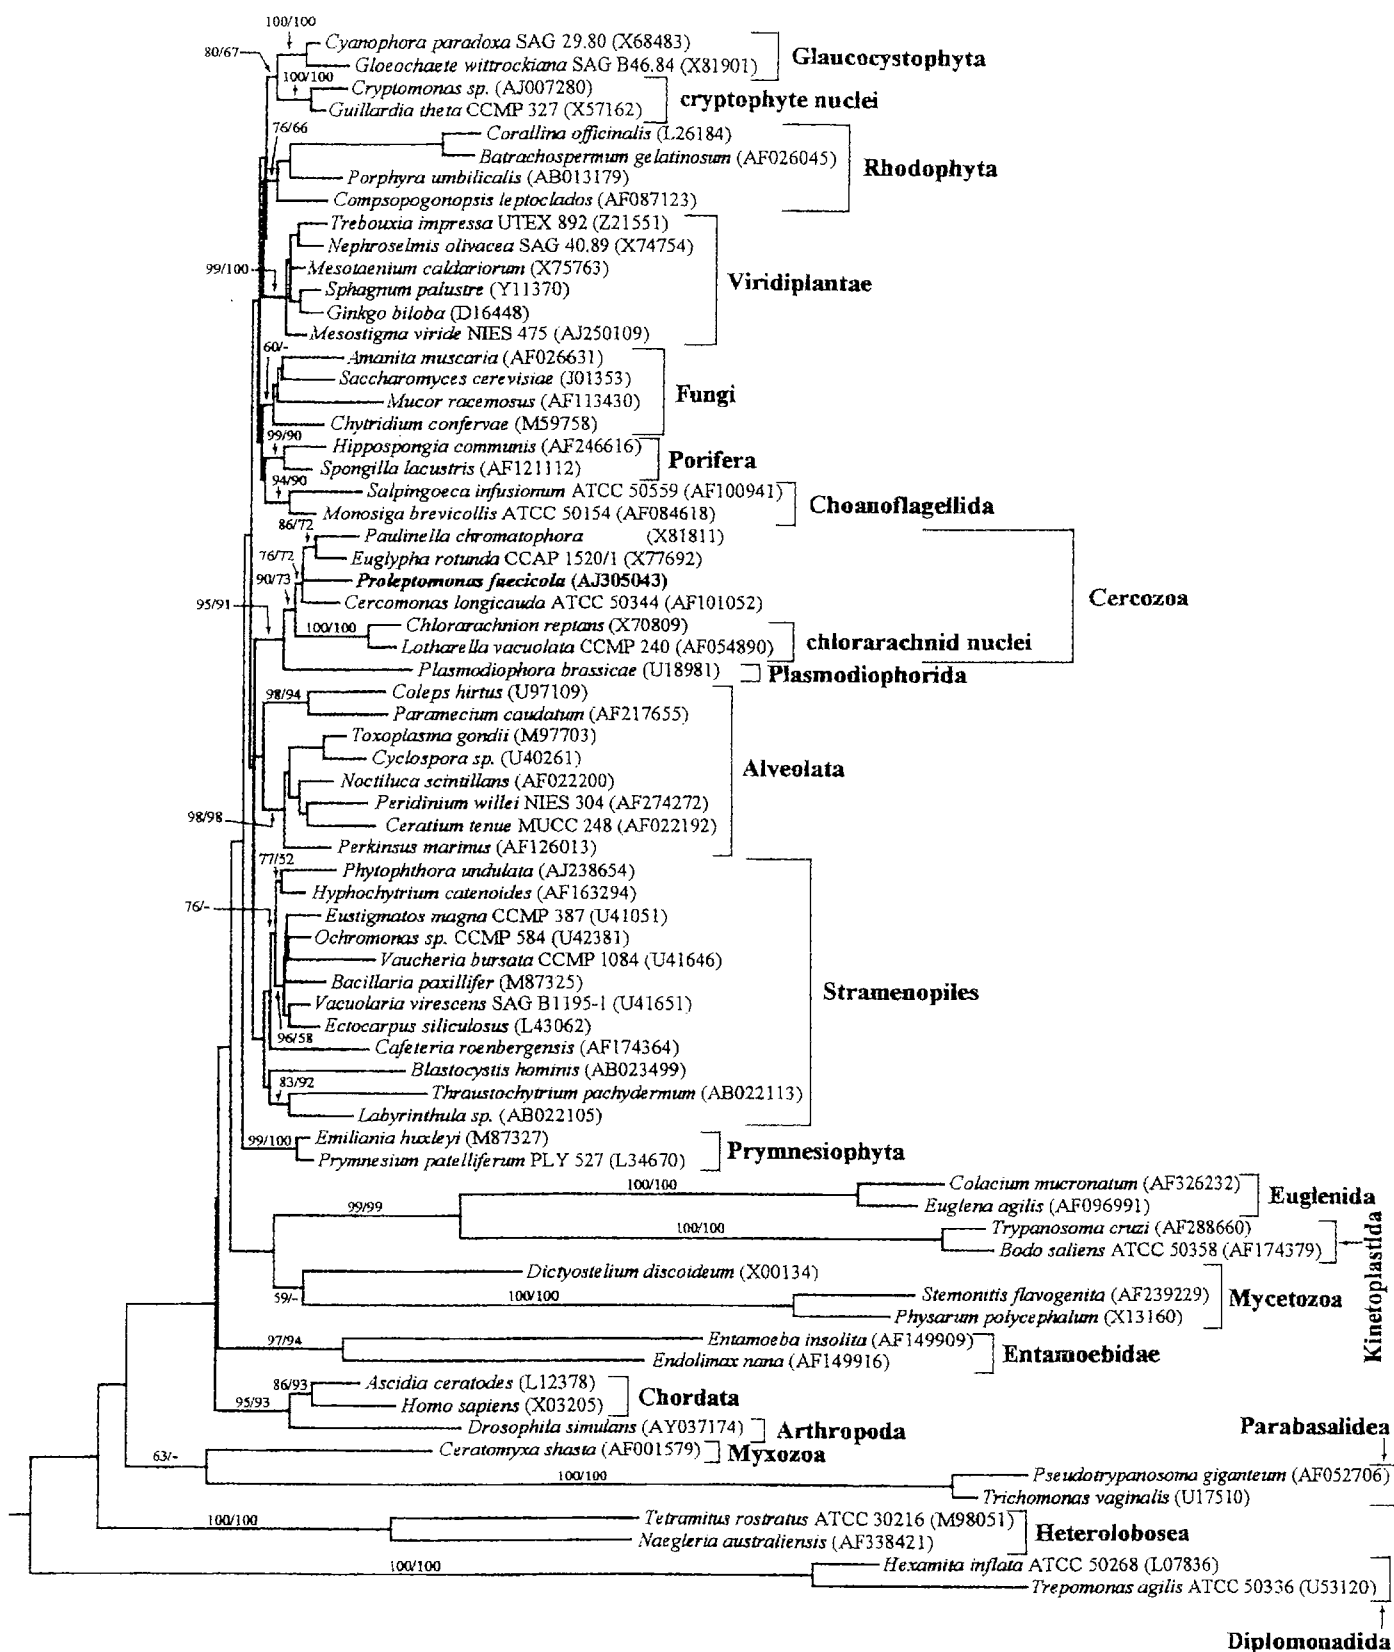 100/100
Cyanophora paradoxa SAG 29.80 (X68483)
80/67
Glaucocystophyta
Gloeochaete wittrockiana SAG B46.84 (X81901)
100/100
Cryptomonas sp. (AJ007280)
cryptophyte nuclei
Guillardia theta CCMP 327 (X57162)
76/66
Corallina officinalis (L26184)
Batrachospermum gelatinosum (AF026045)
Rhodophyta
Porphyra umbilicalis (AB013179)
Compsopogonopsis leptoclados (AF087123)
Trebouxia impressa UTEX 892 (Z21551)
Nephroselmis olivacea SAG 40.89 (X74754)
99/100
Mesotaenium caldariorum (X75763)
Viridiplantae
Sphagnum palustre (Y11370)
Ginkgo biloba (D16448)
Mesostigma viride NIES 475 (AJ250109)
60/-
Amanita muscaria (AF026631)
Saccharomyces cerevisiae (J01353)
Fungi
Mucor racemosus (AF113430)
Chytridium confervae (M59758)
99/90
Hippospongia communis (AF246616)
Porifera
Spongilla lacustris (AF121112)
94/90
Salpingoeca infusionum ATCC 50559 (AF100941)
Choanoflagellida
Monosiga brevicollis ATCC 50154 (AF084618)
86/72
Paulinella chromatophora (X81811)
76/72
Euglypha rotunda CCAP 1520/1 (X77692)
90/73
Proleptomonas faecicola (AJ305043)
Cercozoa
95/91
Cercomonas longicauda ATCC 50344 (AF101052)
100/100
Chlorarachnion reptans (X70809)
chlorarachnid nuclei
Lotharella vacuolata CCMP 240 (AF054890)
Plasmodiophora brassicae (U18981)
Plasmodiophorida
98/94
Coleps hirtus (U97109)
Paramecium caudatum (AF217655)
Toxoplasma gondii (M97703)
Cyclospora sp. (U40261)
Alveolata
Noctiluca scintillans (AF022200)
Peridinium willei NIES 304 (AF274272)
98/98
Ceratium tenue MUCC 248 (AF022192)
Perkinsus marinus (AF126013)
77/52
Phytophthora undulata (AJ238654)
Hyphochytrium catenoides (AF163294)
76/-
Eustigmatos magna CCMP 387 (U41051)
Ochromonas sp. CCMP 584 (U42381)
Vaucheria bursata CCMP 1084 (U41646)
Bacillaria paxillifer (M87325)
Stramenopiles
Vacuolaria virescens SAG B1195-1 (U41651)
Ectocarpus siliculosus (L43062)
96/58
Cafeteria roenbergensis (AF174364)
Blastocystis hominis (AB023499)
83/92
Thraustochytrium pachydermum (AB022113)
Labyrinthula sp. (AB022105)
99/100
Emiliania huxleyi (M87327)
Prymnesiophyta
Prymnesium patelliferum PLY 527 (L34670)
100/100
Colacium mucronatum (AF326232)
Euglenida
99/99
Euglena agilis (AF096991)
100/100
Trypanosoma cruzi (AF288660)
Bodo saliens ATCC 50358 (AF174379)
Kinetoplastida
Dictyostelium discoideum (X00134)
59/-
100/100
Stemonitis flavogenita (AF239229)
Mycetozoa
Physarum polycephalum (X13160)
97/94
Entamoeba insolita (AF149909)
Entamoebidae
Endolimax nana (AF149916)
86/93
Ascidia ceratodes (L12378)
Chordata
95/93
Homo sapiens (X03205)
Drosophila simulans (AY037174)
Arthropoda
Parabasalidea
63/-
Ceratomyxa shasta (AF001579)
Myxozoa
100/100
Pseudotrypanosoma giganteum (AF052706)
Trichomonas vaginalis (U17510)
100/100
Tetramitus rostratus ATCC 30216 (M98051)
Heterolobosea
Naegleria australiensis (AF338421)
100/100
Hexamita inflata ATCC 50268 (L07836)
Trepomonas agilis ATCC 50336 (U53120)
Diplomonadida